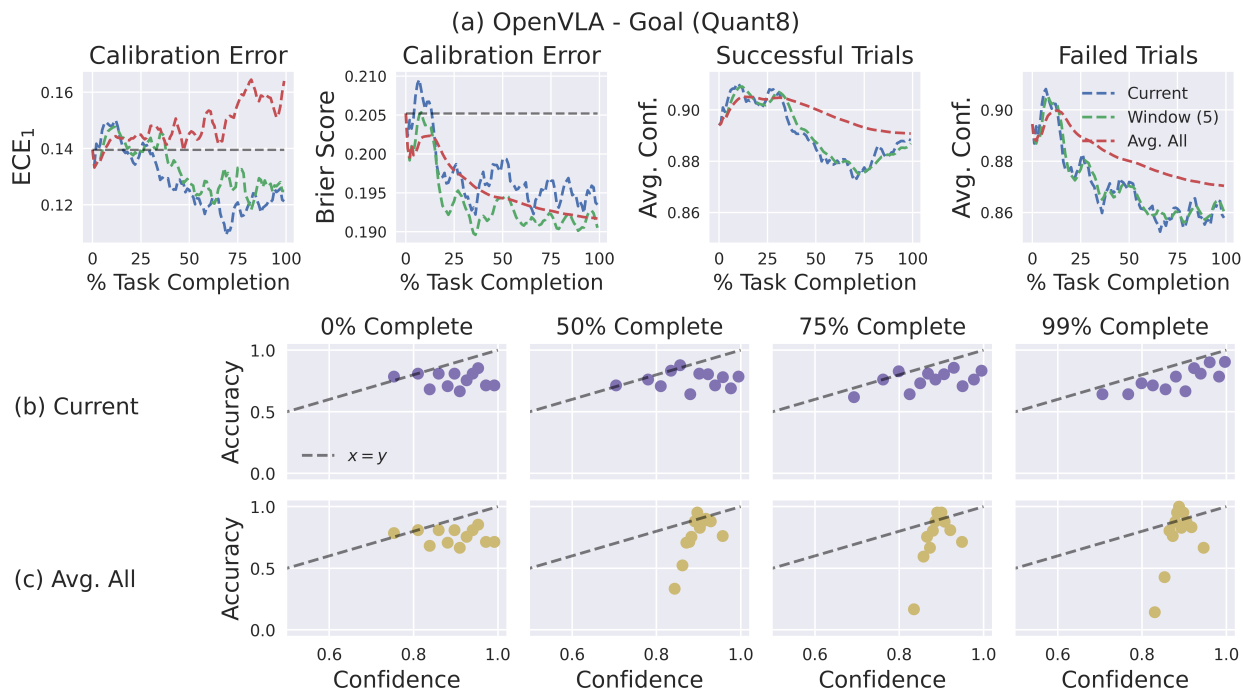 (a) OpenVLA - Goal (Quant8)
Calibration Error
Calibration Error
Successful Trials
Failed Trials
ECE₁
0.16
0.14
0.12
0 25 50 75 100
% Task Completion
Brier Score
0.210
0.205
0.200
0.195
0.190
0 25 50 75 100
% Task Completion
Avg. Conf.
0.90
0.88
0.86
0 25 50 75 100
% Task Completion
Avg. Conf.
0.90
0.88
0.86
Current
Window (5)
Avg. All
0 25 50 75 100
% Task Completion
0% Complete
50% Complete
75% Complete
99% Complete
(b) Current
Accuracy
1.0
0.5
0.0
x = y
(c) Avg. All
Accuracy
1.0
0.5
0.0
0.6 0.8 1.0
0.6 0.8 1.0
0.6 0.8 1.0
0.6 0.8 1.0
Confidence
Confidence
Confidence
Confidence